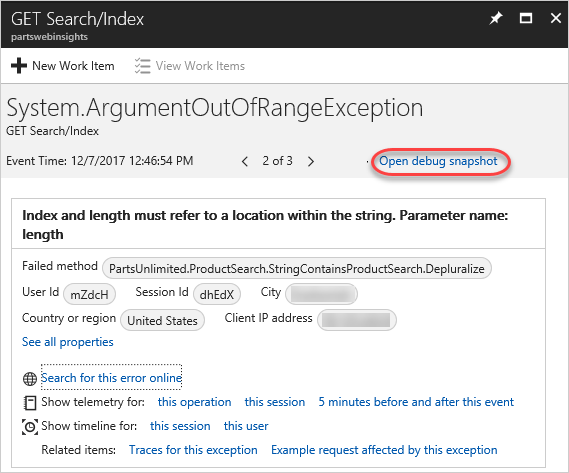 GET Search/Index
partswebinsights
New Work Item View Work Items
System.ArgumentOutOfRangeException
GET Search/Index
Event Time: 12/7/2017 12:46:54 PM 2 of 3 Open debug snapshot
Index and length must refer to a location within the string. Parameter name:
length
Failed method PartsUnlimited.ProductSearch.StringContainsProductSearch.Depluralize
User Id mZdcH Session Id dhEdX City
Country or region United States Client IP address
See all properties
Search for this error online
Show telemetry for: this operation this session 5 minutes before and after this event
Show timeline for: this session this user
Related items: Traces for this exception Example request affected by this exception